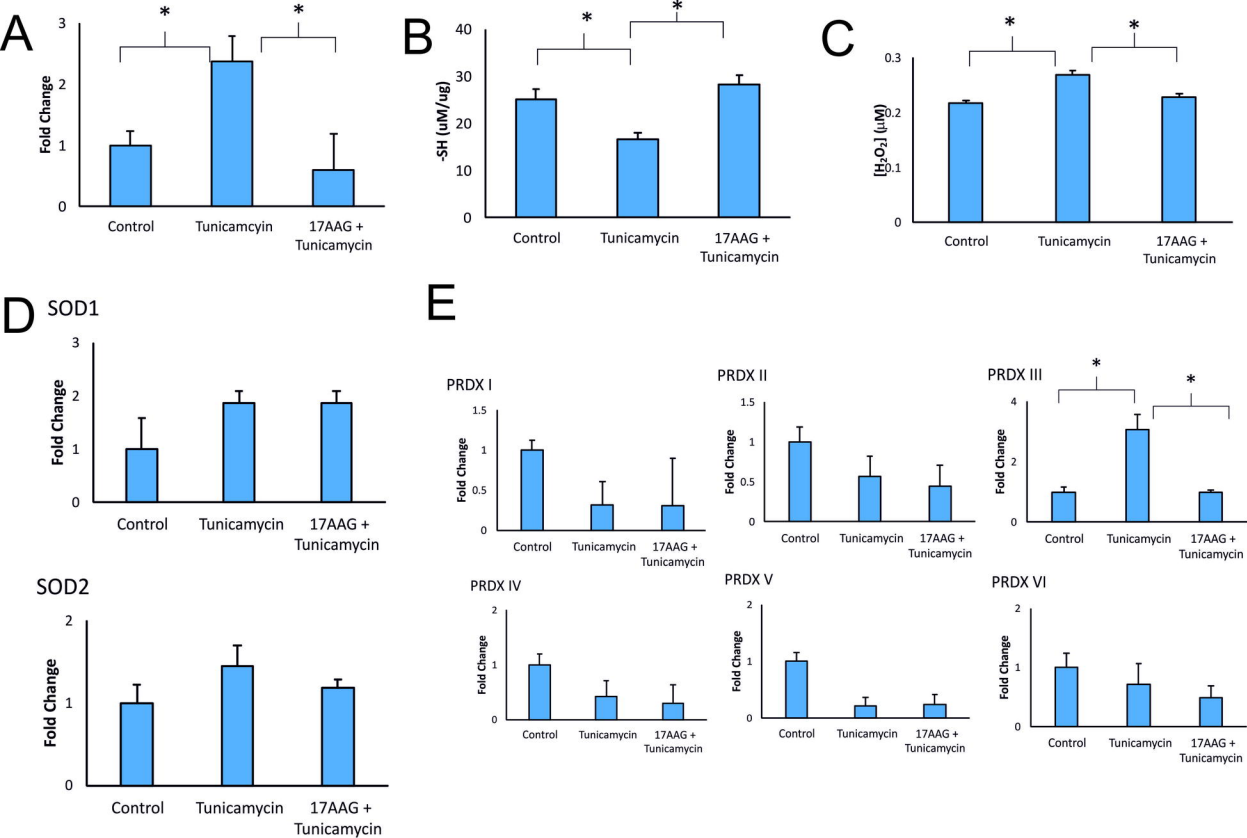 A
*
*
3
2
1
0
Fold Change
Control
Tunicamcyin
17AAG +
Tunicamycin
B
*
*
40
30
20
10
0
-SH (uM/ug)
Control
Tunicamycin
17AAG +
Tunicamycin
C
*
*
0.3
0.2
0.1
0
[H₂O₂] (μM)
Control
Tunicamycin
17AAG +
Tunicamycin
D
SOD1
3
2
1
0
Fold Change
Control
Tunicamycin
17AAG +
Tunicamycin
SOD2
2
1
0
Fold Change
Control
Tunicamycin
17AAG +
Tunicamycin
E
PRDX I
1.5
1
0.5
0
Fold Change
Control
Tunicamycin
17AAG +
Tunicamycin
PRDX II
1.5
1
0.5
0
Fold Change
Control
Tunicamycin
17AAG +
Tunicamycin
PRDX III
*
*
4
2
0
Fold Change
Control
Tunicamycin
17AAG +
Tunicamycin
PRDX IV
2
1
0
Fold Change
Control
Tunicamycin
17AAG +
Tunicamycin
PRDX V
2
1
0
Fold Change
Control
Tunicamycin
17AAG +
Tunicamycin
PRDX VI
2
1
0
Fold Change
Control
Tunicamycin
17AAG +
Tunicamycin